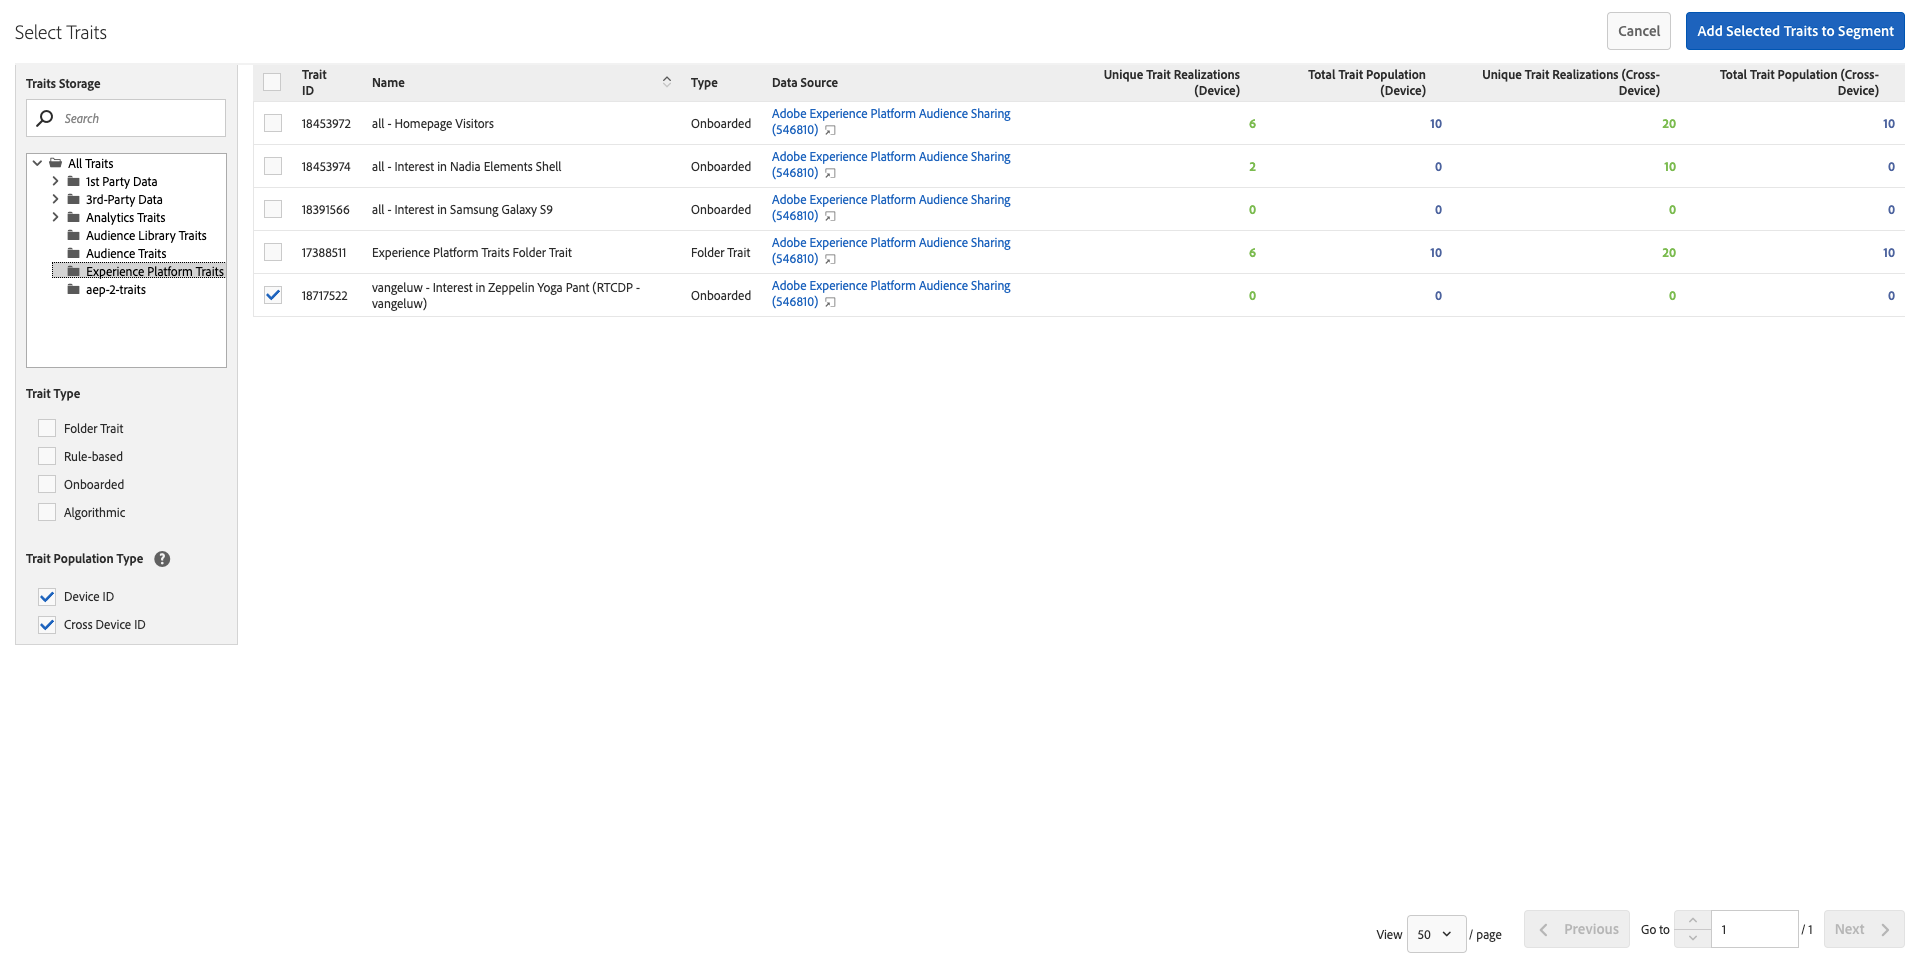 Select Traits
Cancel
Add Selected Traits to Segment
Traits Storage
Search
All Traits
1st Party Data
3rd-Party Data
Analytics Traits
Audience Library Traits
Audience Traits
Experience Platform Traits
aep-2-traits
Trait Type
Folder Trait
Rule-based
Onboarded
Algorithmic
Trait Population Type ?
Device ID
Cross Device ID
Trait
ID
Name
Type
Data Source
Unique Trait Realizations
(Device)
Total Trait Population
(Device)
Unique Trait Realizations (Cross-
Device)
Total Trait Population (Cross-
Device)
18453972 all - Homepage Visitors Onboarded Adobe Experience Platform Audience Sharing
(546810) 6 10 20 10
18453974 all - Interest in Nadia Elements Shell Onboarded Adobe Experience Platform Audience Sharing
(546810) 2 0 10 0
18391566 all - Interest in Samsung Galaxy S9 Onboarded Adobe Experience Platform Audience Sharing
(546810) 0 0 0 0
17388511 Experience Platform Traits Folder Trait Folder Trait Adobe Experience Platform Audience Sharing
(546810) 6 10 20 10
18717522 vangeluw - Interest in Zeppelin Yoga Pant (RTCDP -
vangeluw) Onboarded Adobe Experience Platform Audience Sharing
(546810) 0 0 0 0
View 50 / page Previous Go to 1 / 1 Next